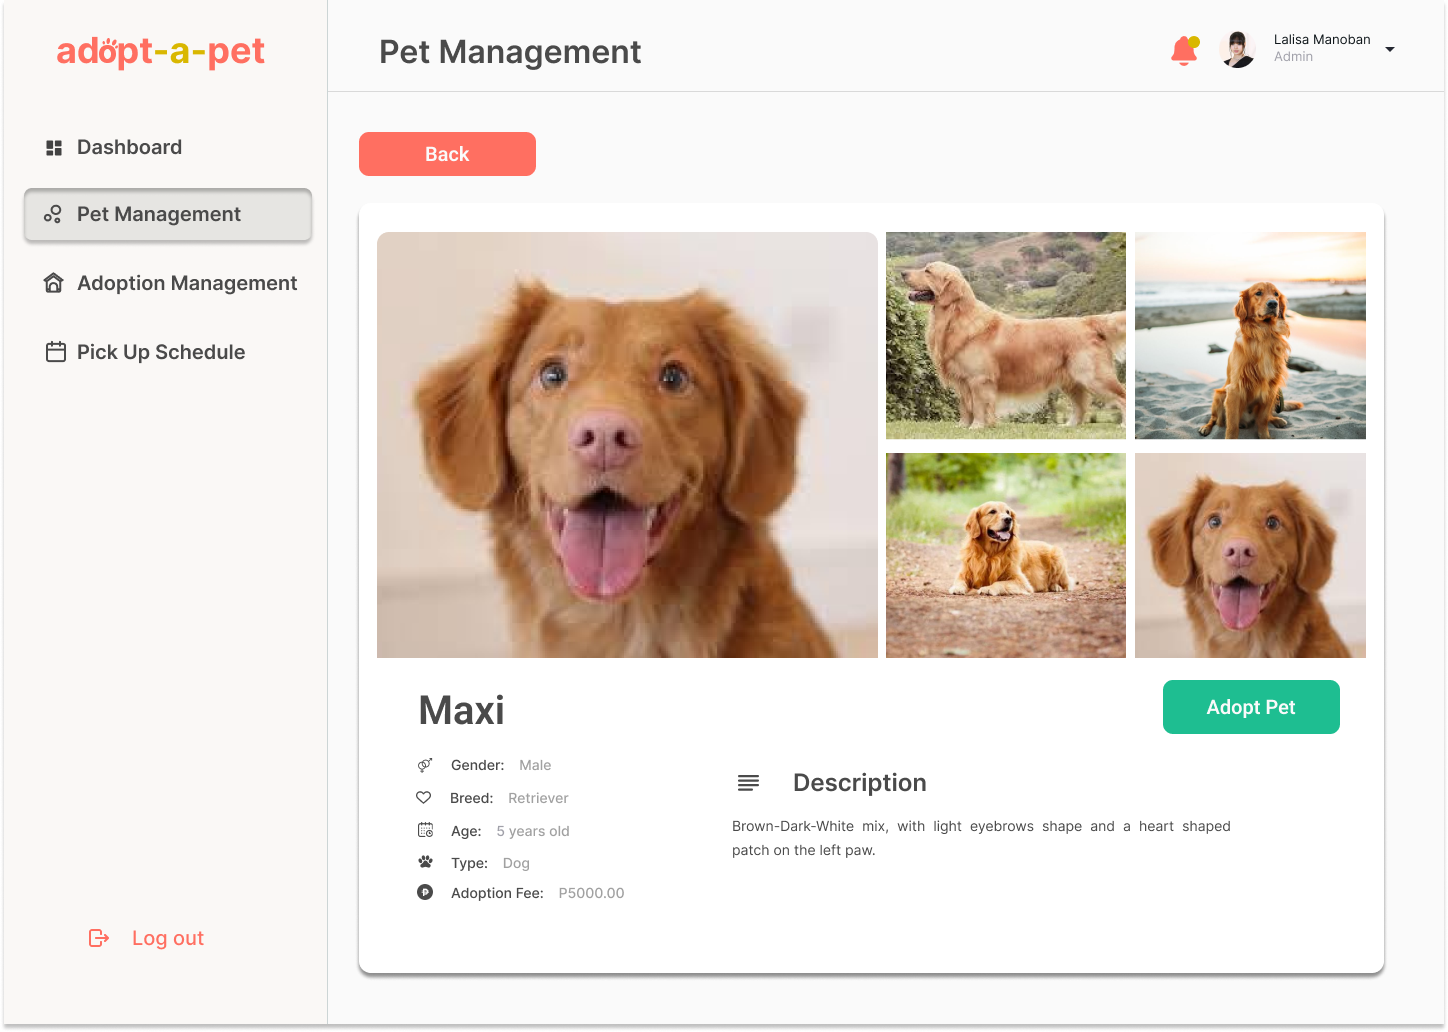 adopt-a-pet
Pet Management
Lalisa Manoban
Admin
Dashboard
Pet Management
Adoption Management
Pick Up Schedule
Log out
Back
Maxi
Adopt Pet
Gender: Male
Breed: Retriever
Age: 5 years old
Type: Dog
Adoption Fee: P5000.00
Description
Brown-Dark-White mix, with light eyebrows shape and a heart shaped
patch on the left paw.